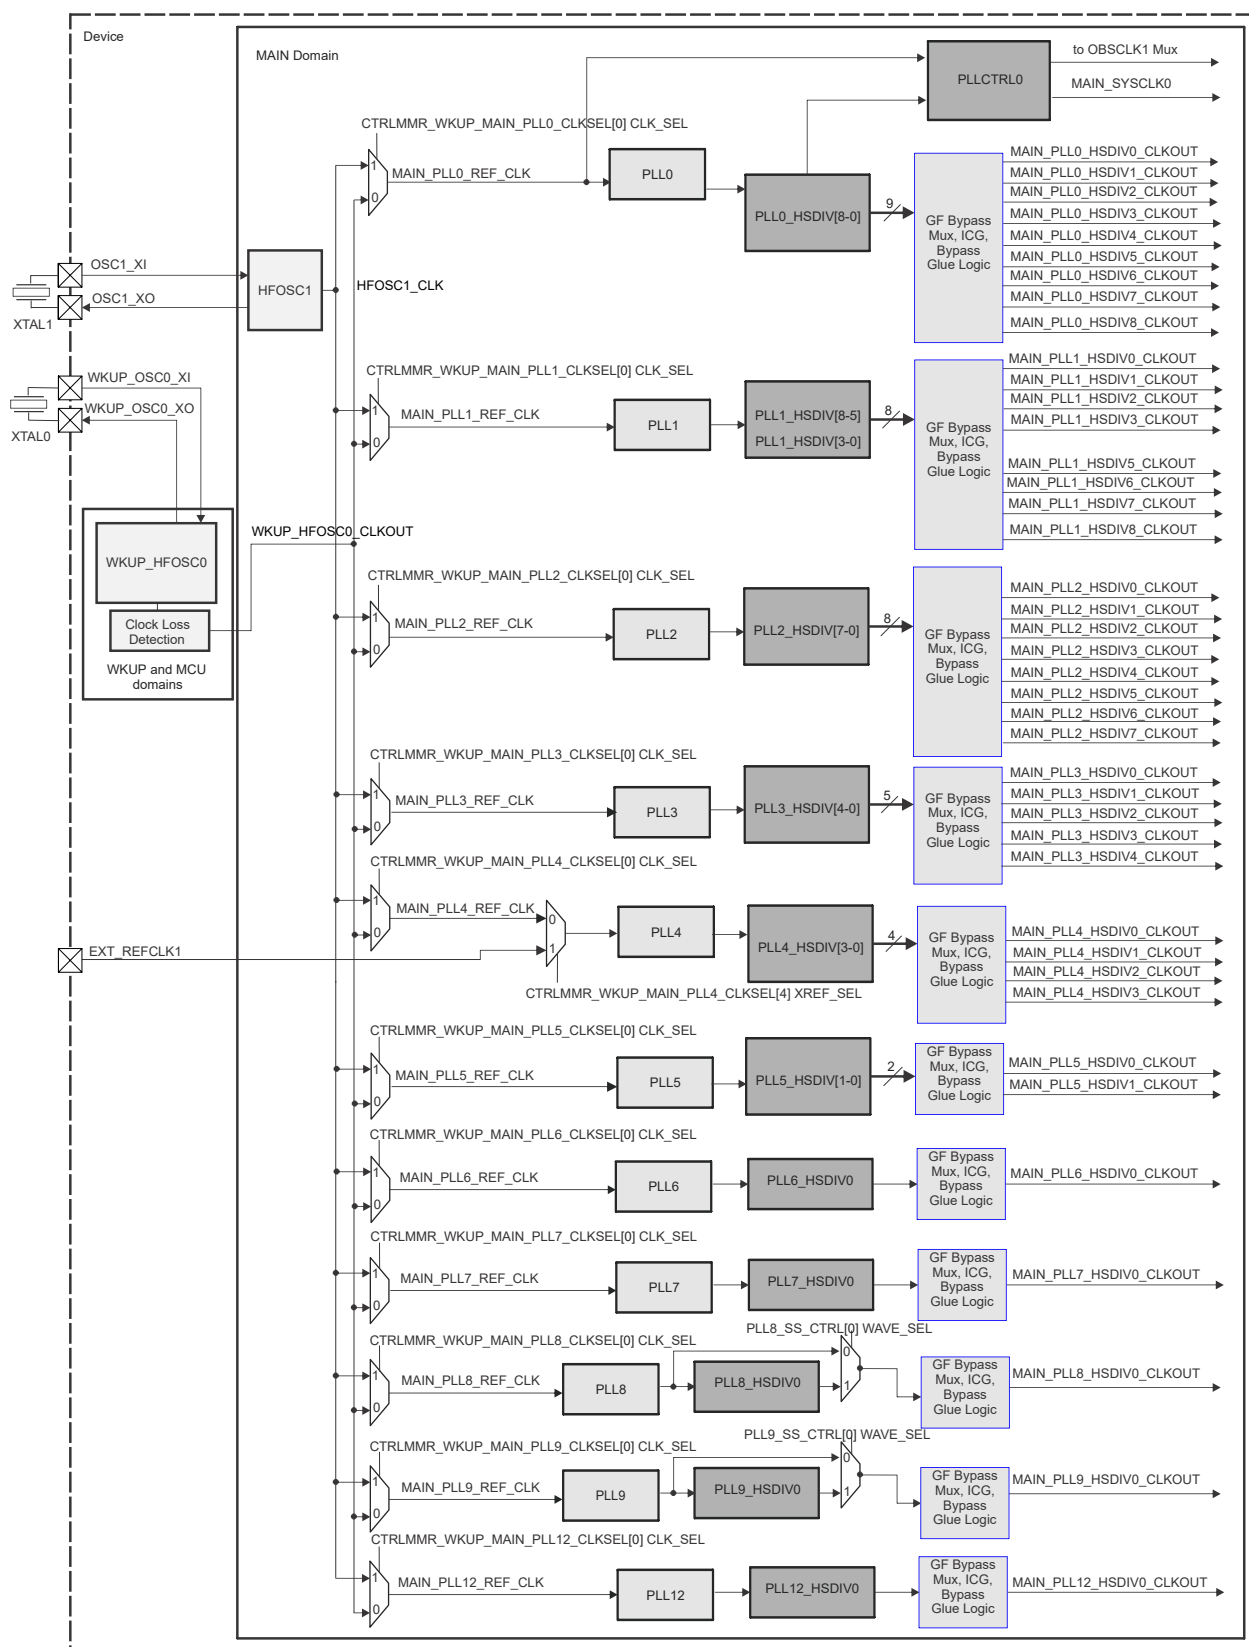 Device
MAIN Domain
PLLCTRL0
to OBSCLK1 Mux
MAIN_SYSCLK0
CTRLMMR_WKUP_MAIN_PLL0_CLKSEL[0] CLK_SEL
1
0
MAIN_PLL0_REF_CLK
PLL0
PLL0_HSDIV[8-0]
9
GF Bypass
Mux, ICG,
Bypass
Glue Logic
MAIN_PLL0_HSDIV0_CLKOUT
MAIN_PLL0_HSDIV1_CLKOUT
MAIN_PLL0_HSDIV2_CLKOUT
MAIN_PLL0_HSDIV3_CLKOUT
MAIN_PLL0_HSDIV4_CLKOUT
MAIN_PLL0_HSDIV5_CLKOUT
MAIN_PLL0_HSDIV6_CLKOUT
MAIN_PLL0_HSDIV7_CLKOUT
MAIN_PLL0_HSDIV8_CLKOUT
OSC1_XI
OSC1_XO
XTAL1
HFOSC1
HFOSC1_CLK
WKUP_OSC0_XI
WKUP_OSC0_XO
XTAL0
CTRLMMR_WKUP_MAIN_PLL1_CLKSEL[0] CLK_SEL
1
0
MAIN_PLL1_REF_CLK
PLL1
PLL1_HSDIV[8-5]
PLL1_HSDIV[3-0]
8
GF Bypass
Mux, ICG,
Bypass
Glue Logic
MAIN_PLL1_HSDIV0_CLKOUT
MAIN_PLL1_HSDIV1_CLKOUT
MAIN_PLL1_HSDIV2_CLKOUT
MAIN_PLL1_HSDIV3_CLKOUT
MAIN_PLL1_HSDIV5_CLKOUT
MAIN_PLL1_HSDIV6_CLKOUT
MAIN_PLL1_HSDIV7_CLKOUT
MAIN_PLL1_HSDIV8_CLKOUT
WKUP_HFOSC0_CLKOUT
WKUP_HFOSC0
Clock Loss
Detection
WKUP and MCU
domains
CTRLMMR_WKUP_MAIN_PLL2_CLKSEL[0] CLK_SEL
1
0
MAIN_PLL2_REF_CLK
PLL2
PLL2_HSDIV[7-0]
8
GF Bypass
Mux, ICG,
Bypass
Glue Logic
MAIN_PLL2_HSDIV0_CLKOUT
MAIN_PLL2_HSDIV1_CLKOUT
MAIN_PLL2_HSDIV2_CLKOUT
MAIN_PLL2_HSDIV3_CLKOUT
MAIN_PLL2_HSDIV4_CLKOUT
MAIN_PLL2_HSDIV5_CLKOUT
MAIN_PLL2_HSDIV6_CLKOUT
MAIN_PLL2_HSDIV7_CLKOUT
CTRLMMR_WKUP_MAIN_PLL3_CLKSEL[0] CLK_SEL
1
0
MAIN_PLL3_REF_CLK
PLL3
PLL3_HSDIV[4-0]
5
GF Bypass
Mux, ICG,
Bypass
Glue Logic
MAIN_PLL3_HSDIV0_CLKOUT
MAIN_PLL3_HSDIV1_CLKOUT
MAIN_PLL3_HSDIV2_CLKOUT
MAIN_PLL3_HSDIV3_CLKOUT
MAIN_PLL3_HSDIV4_CLKOUT
CTRLMMR_WKUP_MAIN_PLL4_CLKSEL[0] CLK_SEL
1
0
MAIN_PLL4_REF_CLK
0
1
EXT_REFCLK1
CTRLMMR_WKUP_MAIN_PLL4_CLKSEL[4] XREF_SEL
PLL4
PLL4_HSDIV[3-0]
4
GF Bypass
Mux, ICG,
Bypass
Glue Logic
MAIN_PLL4_HSDIV0_CLKOUT
MAIN_PLL4_HSDIV1_CLKOUT
MAIN_PLL4_HSDIV2_CLKOUT
MAIN_PLL4_HSDIV3_CLKOUT
CTRLMMR_WKUP_MAIN_PLL5_CLKSEL[0] CLK_SEL
1
0
MAIN_PLL5_REF_CLK
PLL5
PLL5_HSDIV[1-0]
2
GF Bypass
Mux, ICG,
Bypass
Glue Logic
MAIN_PLL5_HSDIV0_CLKOUT
MAIN_PLL5_HSDIV1_CLKOUT
CTRLMMR_WKUP_MAIN_PLL6_CLKSEL[0] CLK_SEL
1
0
MAIN_PLL6_REF_CLK
PLL6
PLL6_HSDIV0
GF Bypass
Mux, ICG,
Bypass
Glue Logic
MAIN_PLL6_HSDIV0_CLKOUT
CTRLMMR_WKUP_MAIN_PLL7_CLKSEL[0] CLK_SEL
1
0
MAIN_PLL7_REF_CLK
PLL7
PLL7_HSDIV0
GF Bypass
Mux, ICG,
Bypass
Glue Logic
MAIN_PLL7_HSDIV0_CLKOUT
CTRLMMR_WKUP_MAIN_PLL8_CLKSEL[0] CLK_SEL
1
0
MAIN_PLL8_REF_CLK
PLL8
PLL8_HSDIV0
PLL8_SS_CTRL[0] WAVE_SEL
0
1
GF Bypass
Mux, ICG,
Bypass
Glue Logic
MAIN_PLL8_HSDIV0_CLKOUT
CTRLMMR_WKUP_MAIN_PLL9_CLKSEL[0] CLK_SEL
1
0
MAIN_PLL9_REF_CLK
PLL9
PLL9_HSDIV0
PLL9_SS_CTRL[0] WAVE_SEL
0
1
GF Bypass
Mux, ICG,
Bypass
Glue Logic
MAIN_PLL9_HSDIV0_CLKOUT
CTRLMMR_WKUP_MAIN_PLL12_CLKSEL[0] CLK_SEL
1
0
MAIN_PLL12_REF_CLK
PLL12
PLL12_HSDIV0
GF Bypass
Mux, ICG,
Bypass
Glue Logic
MAIN_PLL12_HSDIV0_CLKOUT